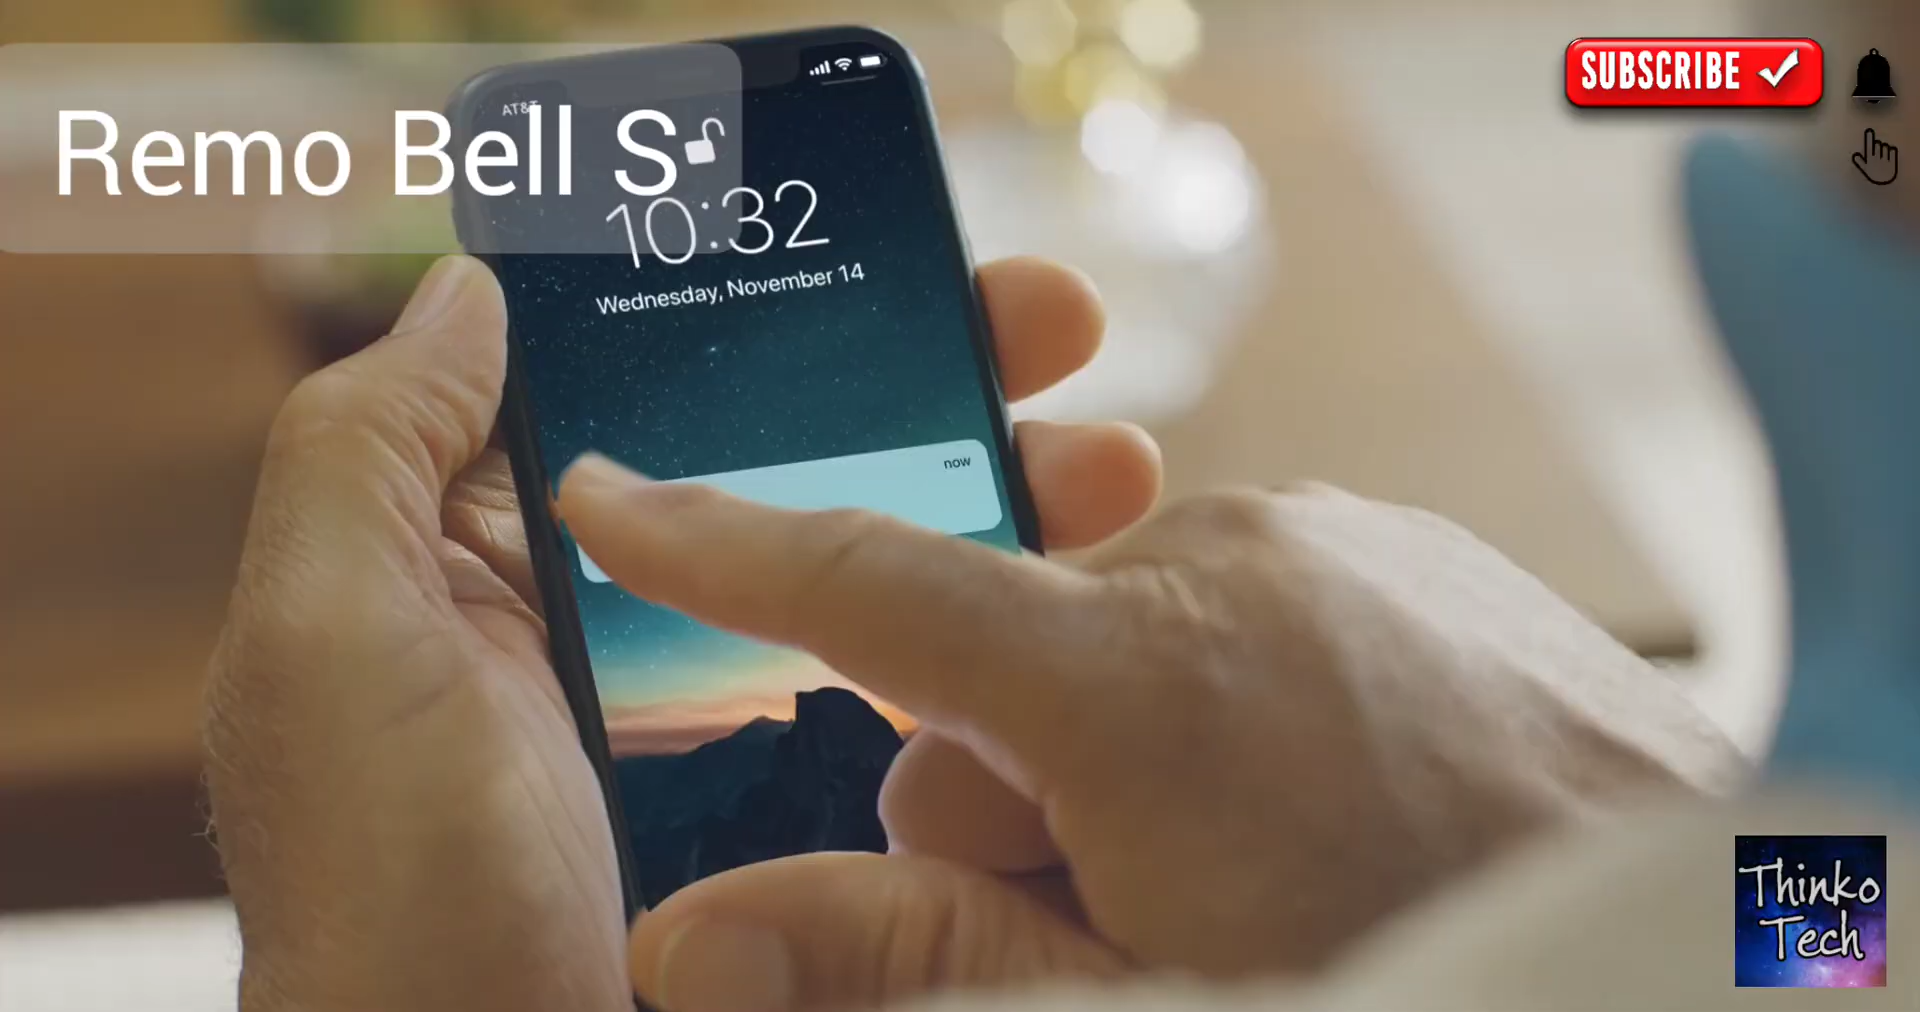 Remo Bell S
SUBSCRIBE
AT&T
10:32
Wednesday, November 14
now
Thinko
Tech